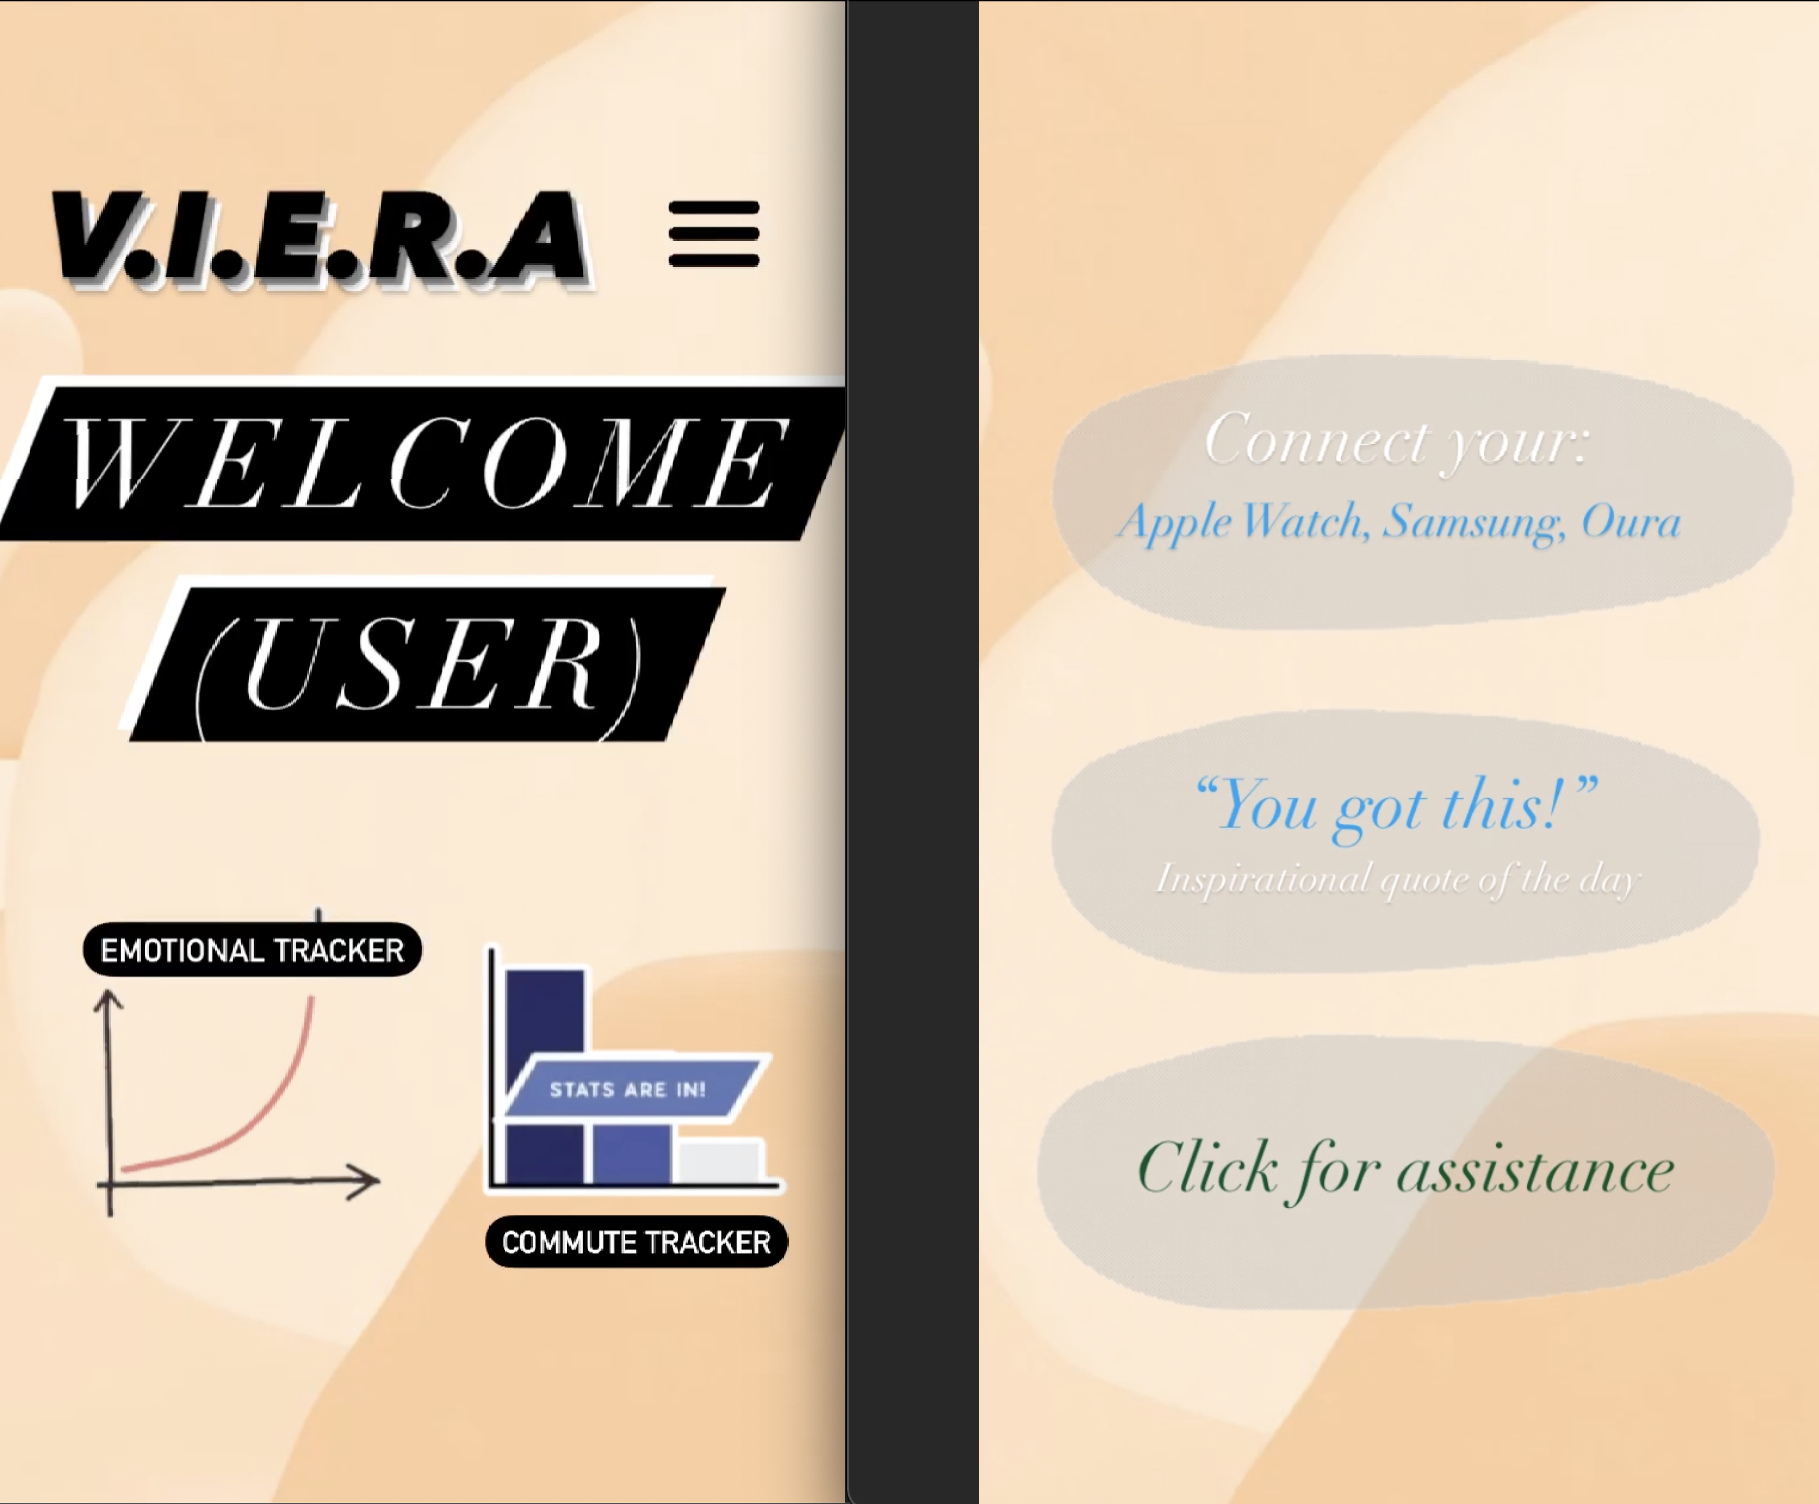 V.I.E.R.A
WELCOME
(USER)
EMOTIONAL TRACKER
STATS ARE IN!
COMMUTE TRACKER
Connect your:
Apple Watch, Samsung, Oura
“You got this!”
Inspirational quote of the day
Click for assistance